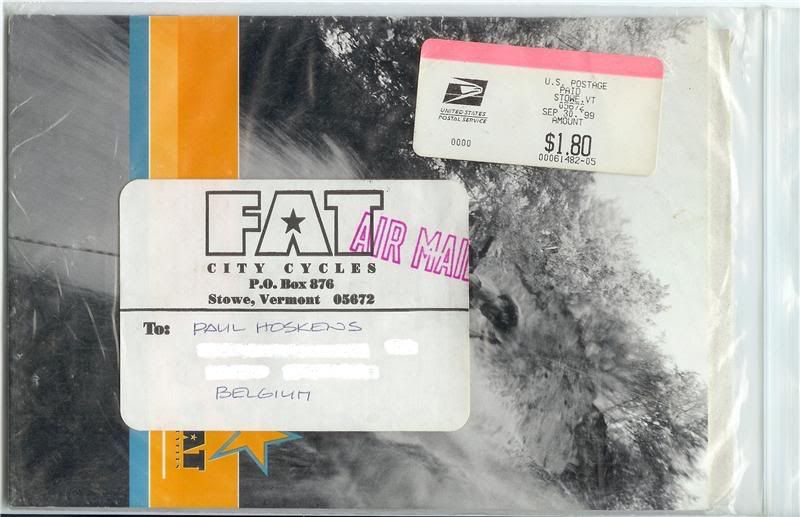 U.S. POSTAGE
PAID
STOWE, VT
05672
SEP 30, 99
AMOUNT
UNITED STATES
POSTAL SERVICE
0000
$1.80
00061482-05
FAT
CITY CYCLES
P.O. Box 876
Stowe, Vermont 05672
AIR MAIL
To: PAUL HOSKENS
BELGIUM
FAT